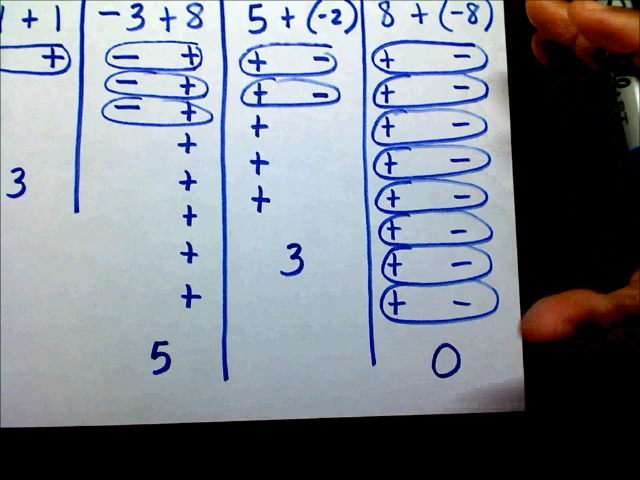 + 1 −3 + 8 5 + (-2) 8 + (-8)
+ − + + − + −
− + + − + −
− + + + −
+ + + −
3 + + + −
+ + −
+ 3 + −
+ + −
5 0